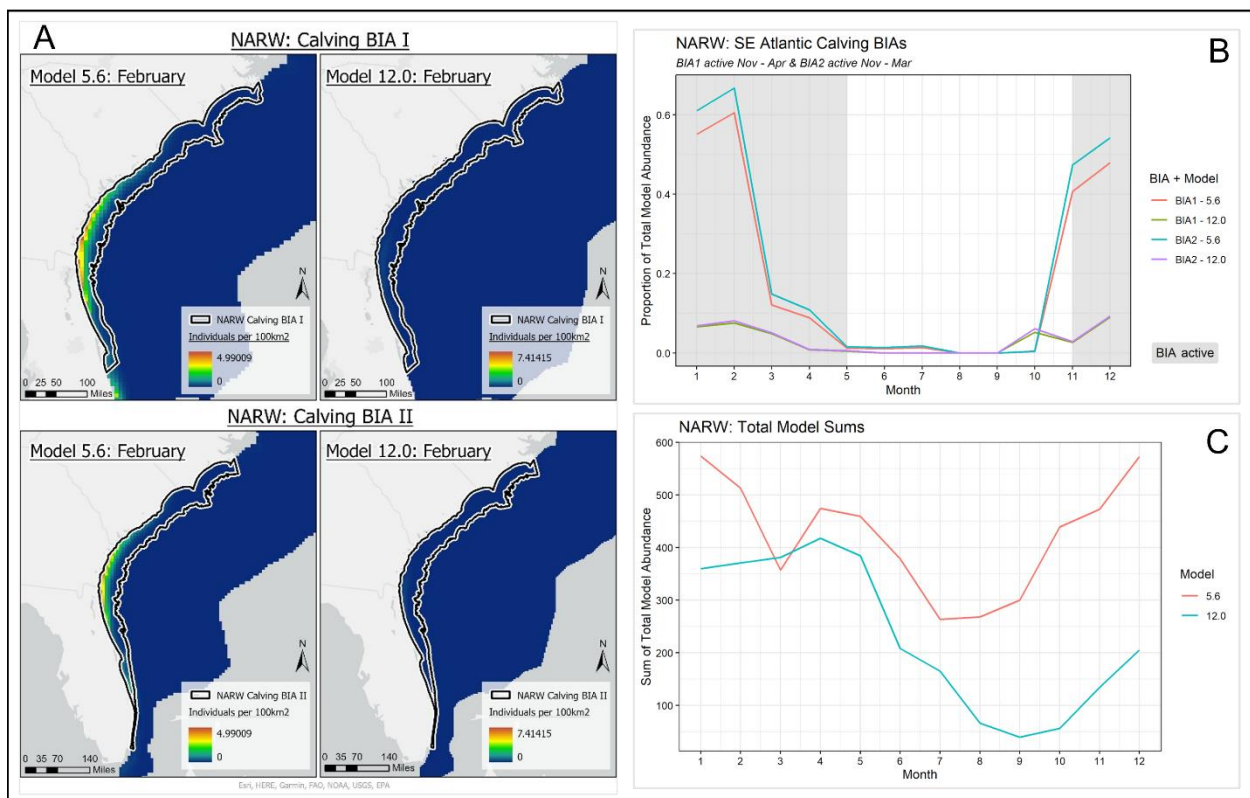 A
NARW: Calving BIA I
Model 5.6: February
N
NARW Calving BIA I
Individuals per 100km2
4.99009
0
0 25 50 100
Miles
Model 12.0: February
N
NARW Calving BIA I
Individuals per 100km2
7.41415
0
0 25 50 100
Miles
NARW: Calving BIA II
Model 5.6: February
N
NARW Calving BIA II
Individuals per 100km2
4.99009
0
0 35 70 140
Miles
Model 12.0: February
N
NARW Calving BIA II
Individuals per 100km2
7.41415
0
0 35 70 140
Miles
Esri, HERE, Garmin, FAO, NOAA, USGS, EPA
NARW: SE Atlantic Calving BIAs
B
BIA1 active Nov - Apr & BIA2 active Nov - Mar
Proportion of Total Model Abundance
0.6
0.4
0.2
0.0
1 2 3 4 5 6 7 8 9 10 11 12
Month
BIA + Model
BIA1 - 5.6
BIA1 - 12.0
BIA2 - 5.6
BIA2 - 12.0
BIA active
NARW: Total Model Sums
C
Sum of Total Model Abundance
600
500
400
300
200
100
1 2 3 4 5 6 7 8 9 10 11 12
Month
Model
5.6
12.0